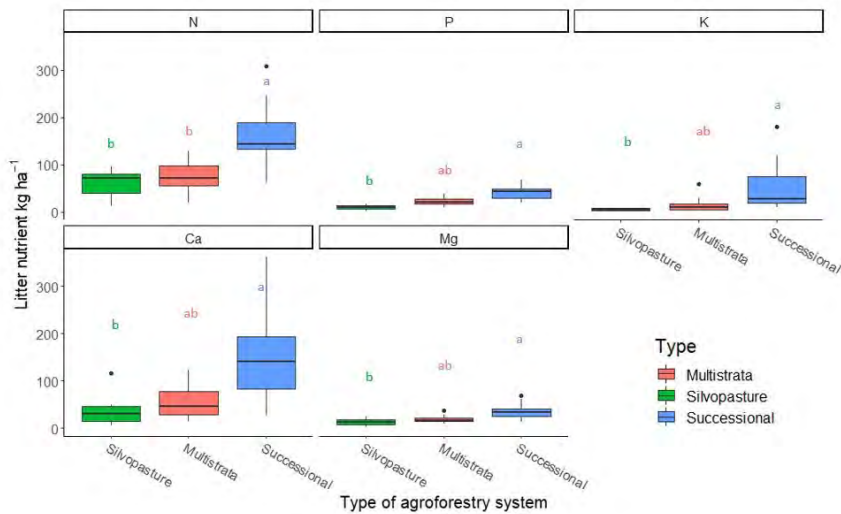 N P K
Litter nutrient kg ha⁻¹
300
200
100
0
b b a
b ab a
b ab a
Silvopasture Multistrata Successional
Ca Mg
300
200
100
0
b ab a
b ab a
Silvopasture Multistrata Successional
Silvopasture Multistrata Successional
Type of agroforestry system
Type
Multistrata
Silvopasture
Successional